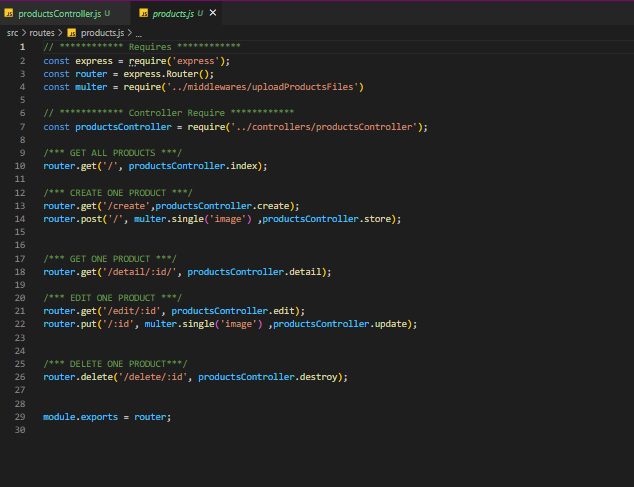 productsController.js U
products.js U
src > routes > products.js > ...
1 // ************ Requires ************
2 const express = require('express');
3 const router = express.Router();
4 const multer = require('../middlewares/uploadProductsFiles')
5
6 // ************ Controller Require ************
7 const productsController = require('../controllers/productsController');
8
9 /*** GET ALL PRODUCTS ***/
10 router.get('/', productsController.index);
11
12 /*** CREATE ONE PRODUCT ***/
13 router.get('/create',productsController.create);
14 router.post('/', multer.single('image') ,productsController.store);
15
16
17 /*** GET ONE PRODUCT ***/
18 router.get('/detail/:id/', productsController.detail);
19
20 /*** EDIT ONE PRODUCT ***/
21 router.get('/edit/:id', productsController.edit);
22 router.put('/:id', multer.single('image') ,productsController.update);
23
24
25 /*** DELETE ONE PRODUCT***/
26 router.delete('/delete/:id', productsController.destroy);
27
28
29 module.exports = router;
30